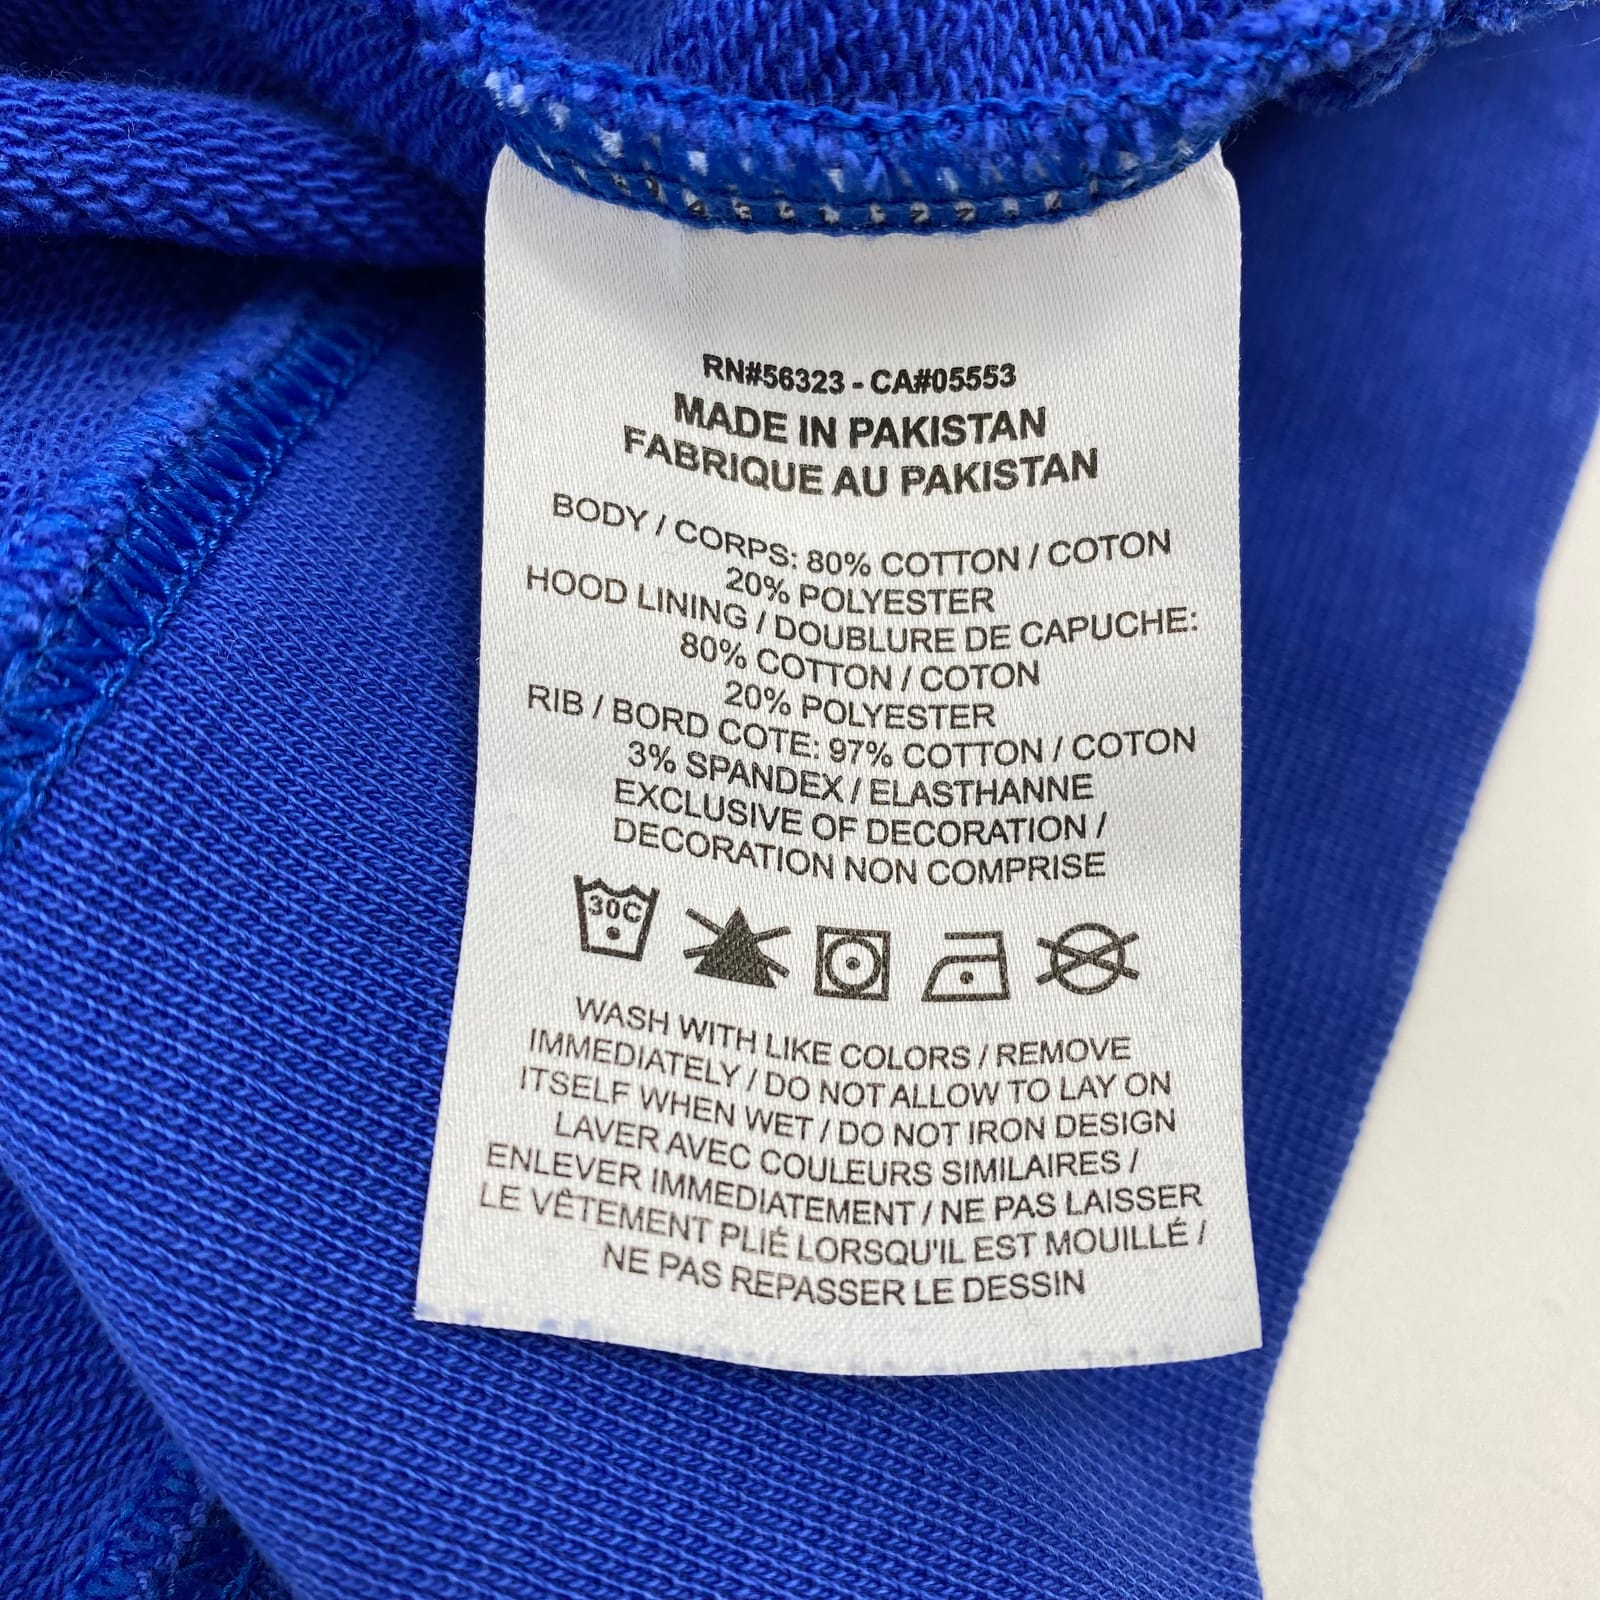 RN#56323 - CA#05553
MADE IN PAKISTAN
FABRIQUE AU PAKISTAN
BODY / CORPS: 80% COTTON / COTON
20% POLYESTER
HOOD LINING / DOUBLURE DE CAPUCHE:
80% COTTON / COTON
20% POLYESTER
RIB / BORD COTE: 97% COTTON / COTON
3% SPANDEX / ELASTHANNE
EXCLUSIVE OF DECORATION /
DECORATION NON COMPRISE
30C
WASH WITH LIKE COLORS / REMOVE
IMMEDIATELY / DO NOT ALLOW TO LAY ON
ITSELF WHEN WET / DO NOT IRON DESIGN
LAVER AVEC COULEURS SIMILAIRES /
ENLEVER IMMEDIATEMENT / NE PAS LAISSER
LE VÊTEMENT PLIÉ LORSQU'IL EST MOUILLÉ /
NE PAS REPASSER LE DESSIN